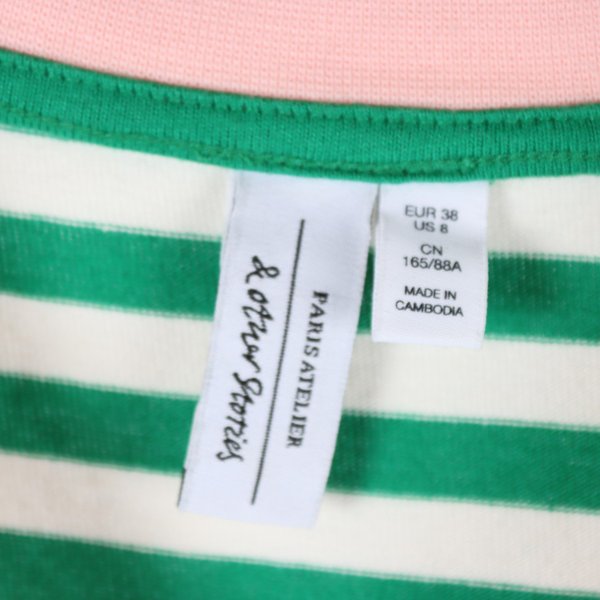 & other Stories
PARIS ATELIER
EUR 38
US 8
CN
165/88A
MADE IN
CAMBODIA